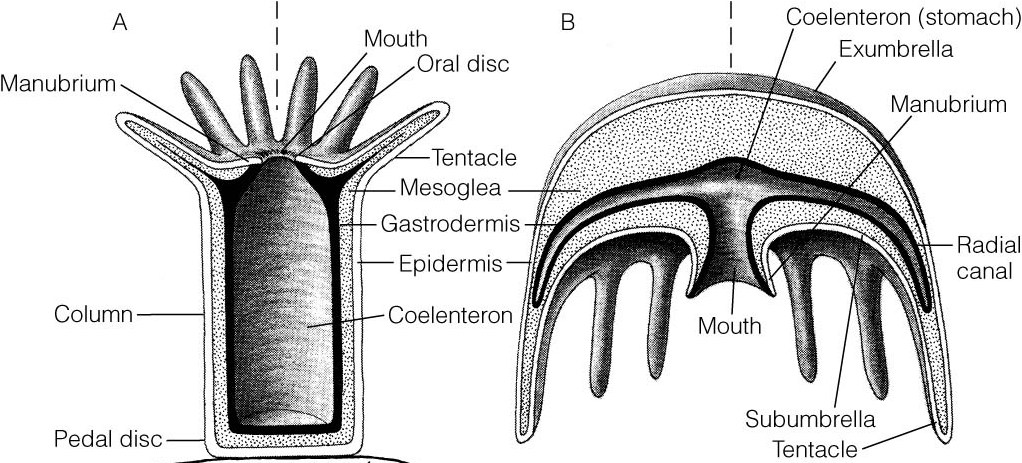 A
Mouth
Oral disc
Manubrium
Tentacle
Mesoglea
Gastrodermis
Epidermis
Column
Coelenteron
Pedal disc
B
Coelenteron (stomach)
Exumbrella
Manubrium
Radial
canal
Mouth
Subumbrella
Tentacle